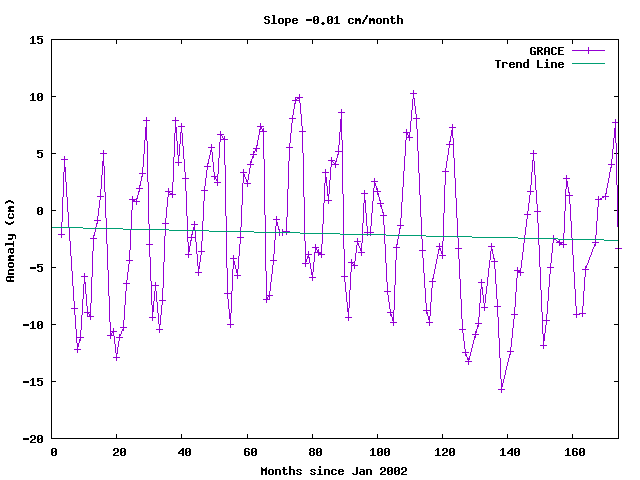 Slope -0.01 cm/month
GRACE
Trend Line
Anomaly (cm)
15
10
5
0
-5
-10
-15
-20
0 20 40 60 80 100 120 140 160
Months since Jan 2002